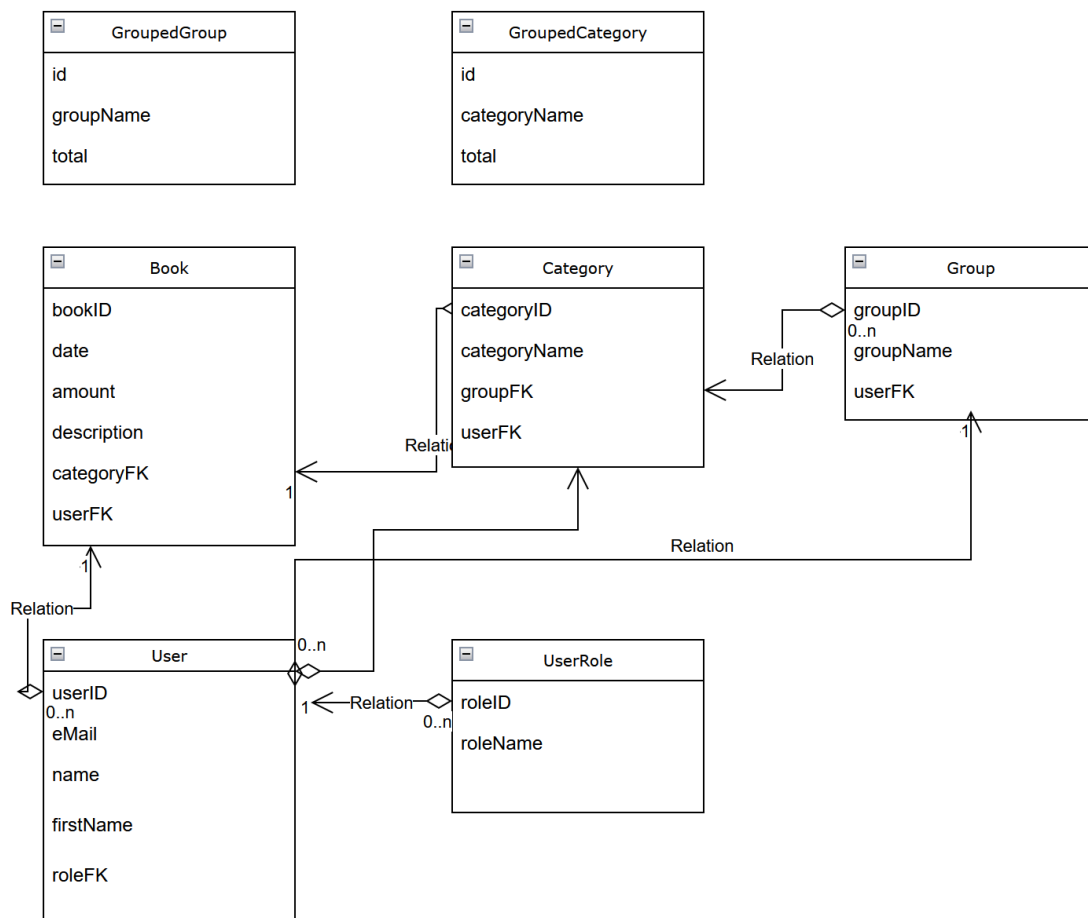 GroupedGroup
id
groupName
total
GroupedCategory
id
categoryName
total
Book
bookID
date
amount
description
categoryFK
userFK
Category
categoryID
categoryName
groupFK
userFK
Group
groupID
0..n
groupName
userFK
Relation
1
1
1
Relation
Relation
User
0..n
userID
0..n
eMail
name
firstName
roleFK
1
Relation
0..n
UserRole
roleID
roleName